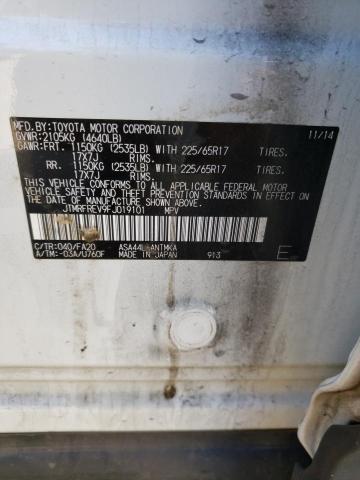 MFD.BY:TOYOTA MOTOR CORPORATION 11/14
GVWR:2105KG (4640LB)
GAWR:FRT. 1150KG (2535LB) WITH 225/65R17 TIRES.
17X7J RIMS.
RR. 1150KG (2535LB) WITH 225/65R17 TIRES.
17X7J RIMS.
THIS VEHICLE CONFORMS TO ALL APPLICABLE FEDERAL MOTOR
VEHICLE SAFETY, BUMPER, AND THEFT PREVENTION STANDARDS
IN EFFECT ON THE DATE OF MANUFACTURE SHOWN ABOVE.
JTMRFREV9FJ019101 MPV
C/TR:040/FA20 ASA44L-ANTMKA E
A/TM:-03A/U760F MADE IN JAPAN 913